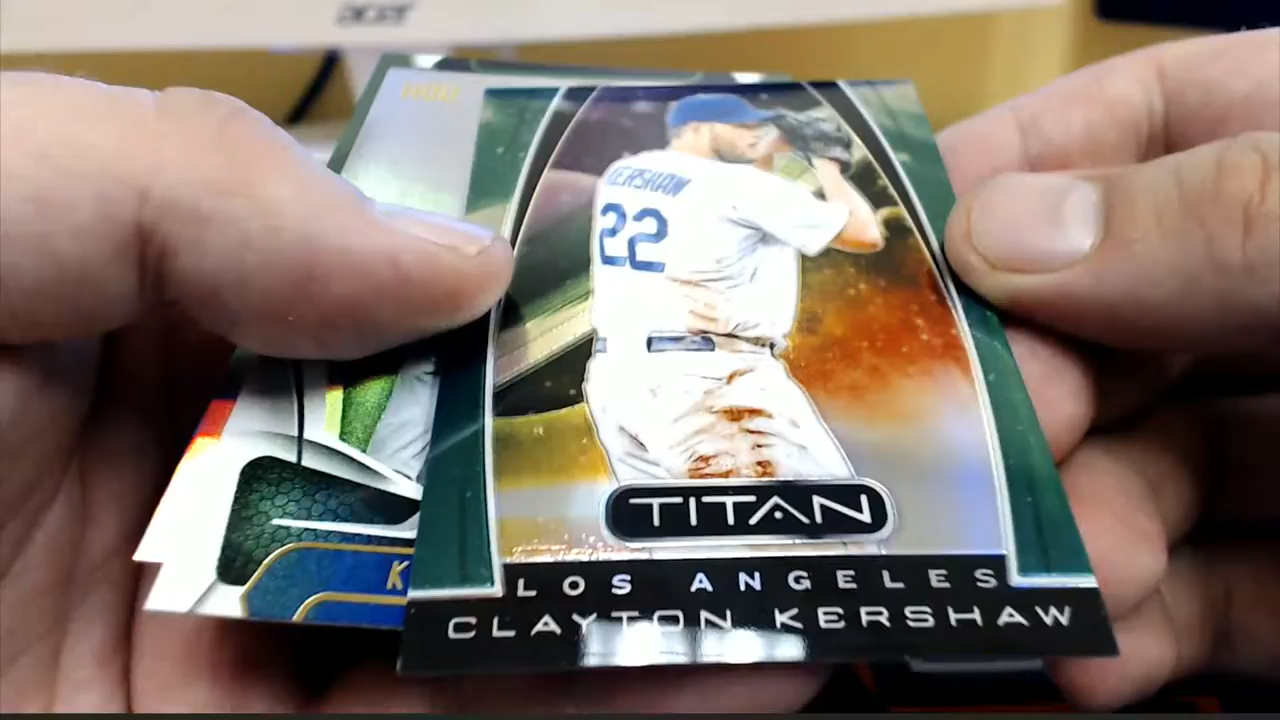 acer
KERSHAW
22
TITAN
K
LOS ANGELES
CLAYTON KERSHAW